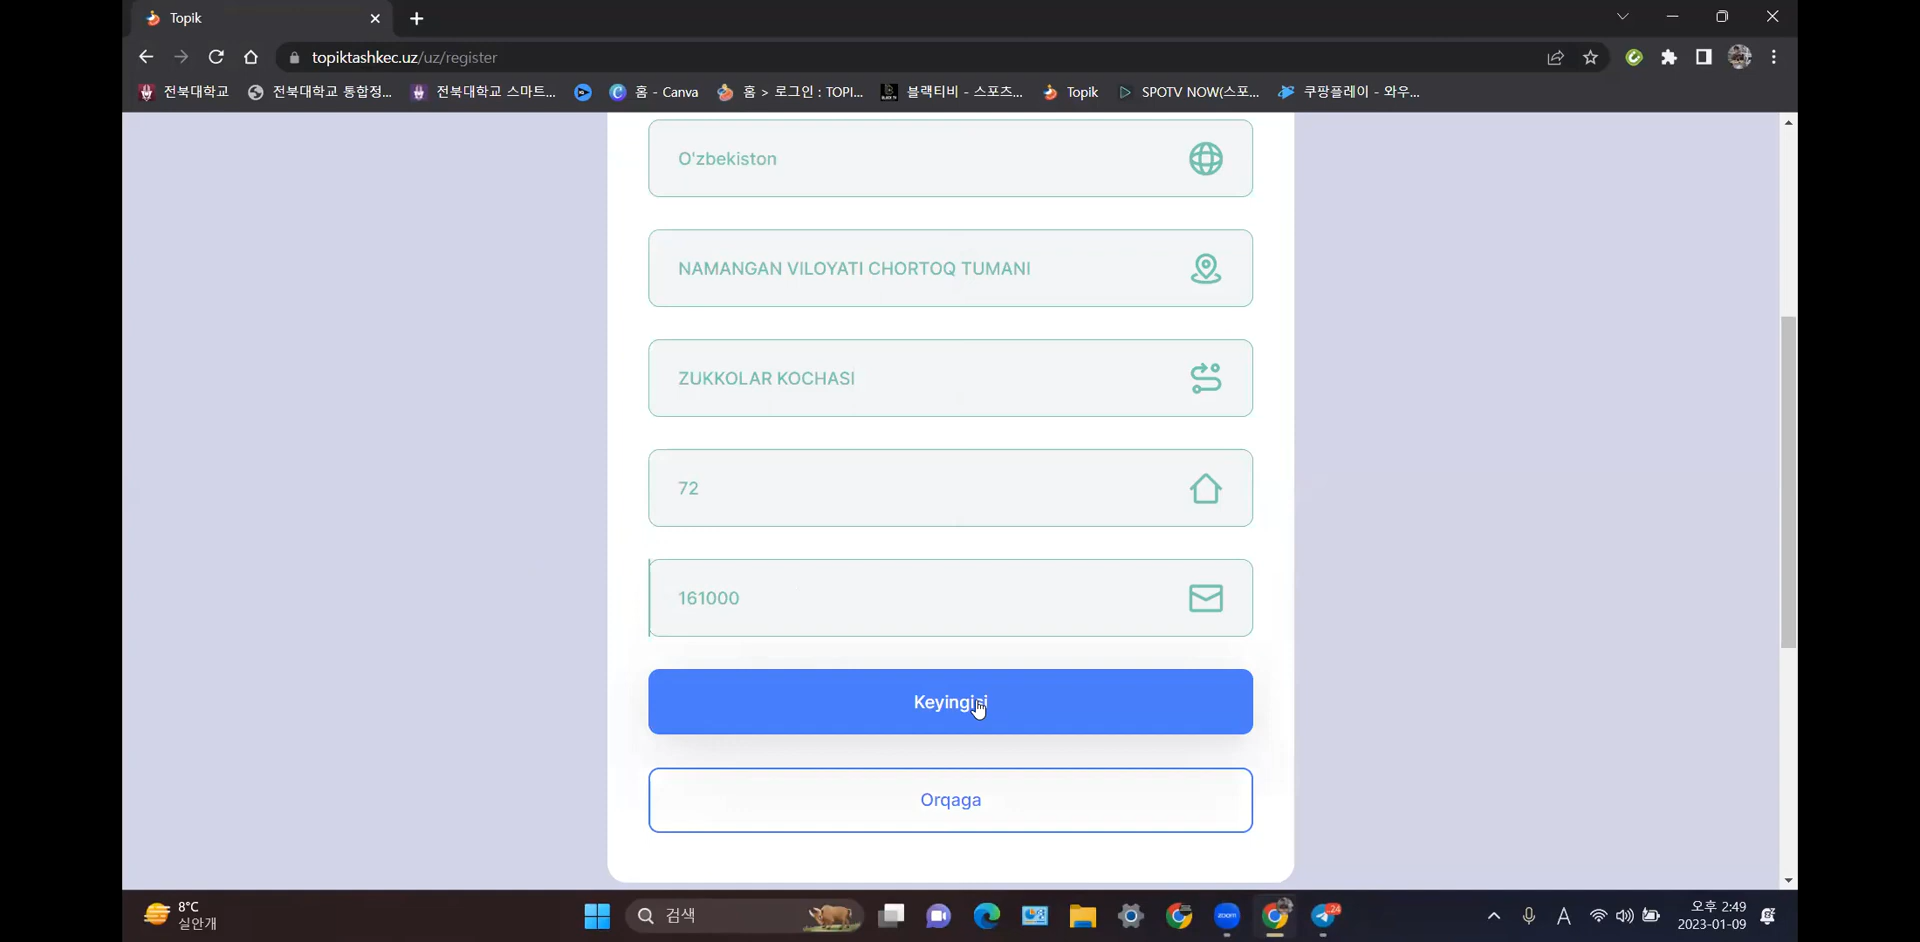 Topik
topiktashkec.uz/uz/register
전북대학교
전북대학교 통합정...
전북대학교 스마트...
홈 - Canva
홈 > 로그인 : TOPI...
블랙티비 - 스포츠...
Topik
SPOTV NOW(스포...
쿠팡플레이 - 와우...
O'zbekiston
NAMANGAN VILOYATI CHORTOQ TUMANI
ZUKKOLAR KOCHASI
72
161000
Keyingisi
Orqaga
8°C
실안개
검색
zoom
24
A
오후 2:49
2023-01-09